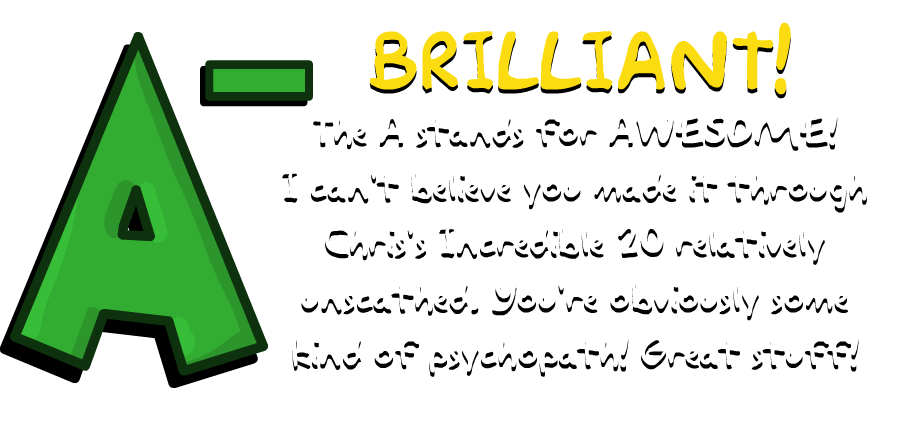 A-
BRILLIANT!
The A stands for AWESOME!
I can't believe you made it through
Chris's Incredible 20 relatively
unscathed. You're obviously some
kind of psychopath! Great stuff!